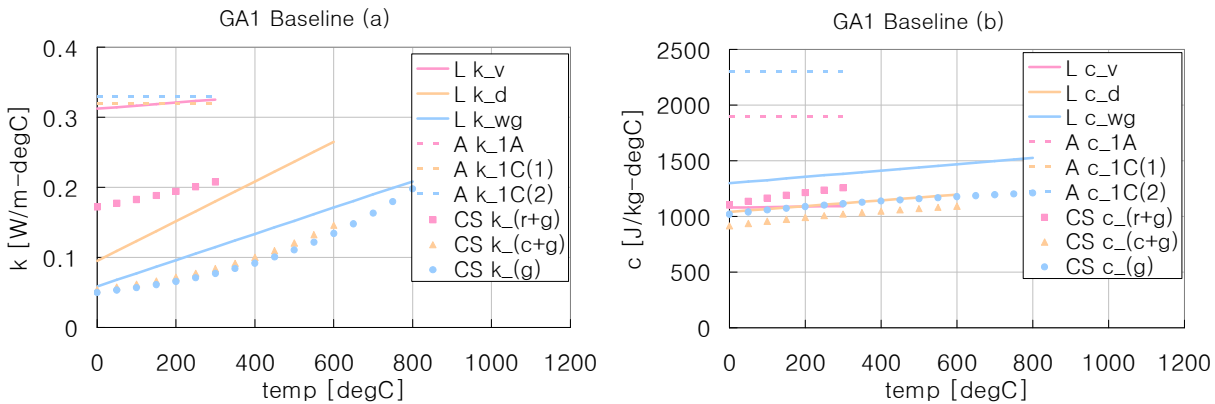 GA1 Baseline (a)
k [W/m-degC]
0.4
0.3
0.2
0.1
0
0 200 400 600 800 1000 1200
temp [degC]
L k_v
L k_d
L k_wg
A k_1A
A k_1C(1)
A k_1C(2)
CS k_(r+g)
CS k_(c+g)
CS k_(g)
GA1 Baseline (b)
c [J/kg-degC]
2500
2000
1500
1000
500
0
0 200 400 600 800 1000 1200
temp [degC]
L c_v
L c_d
L c_wg
A c_1A
A c_1C(1)
A c_1C(2)
CS c_(r+g)
CS c_(c+g)
CS c_(g)